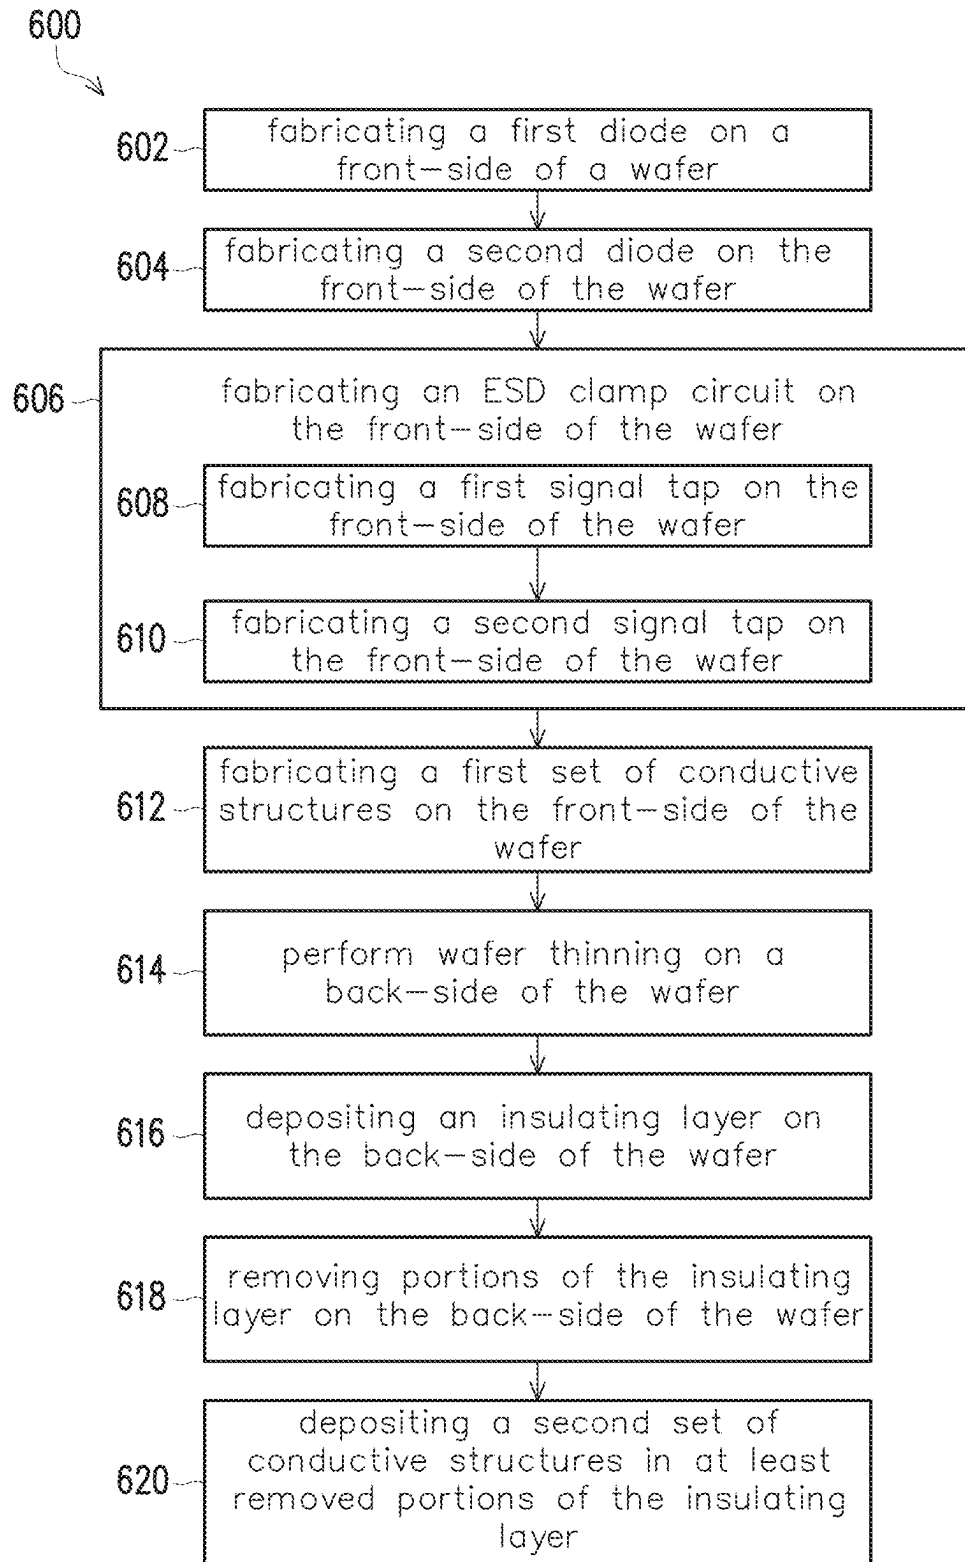 600
602
fabricating a first diode on a
front-side of a wafer
604
fabricating a second diode on the
front-side of the wafer
606
fabricating an ESD clamp circuit on
the front-side of the wafer
608
fabricating a first signal tap on the
front-side of the wafer
610
fabricating a second signal tap on
the front-side of the wafer
612
fabricating a first set of conductive
structures on the front-side of the
wafer
614
perform wafer thinning on a
back-side of the wafer
616
depositing an insulating layer on
the back-side of the wafer
618
removing portions of the insulating
layer on the back-side of the wafer
620
depositing a second set of
conductive structures in at least
removed portions of the insulating
layer